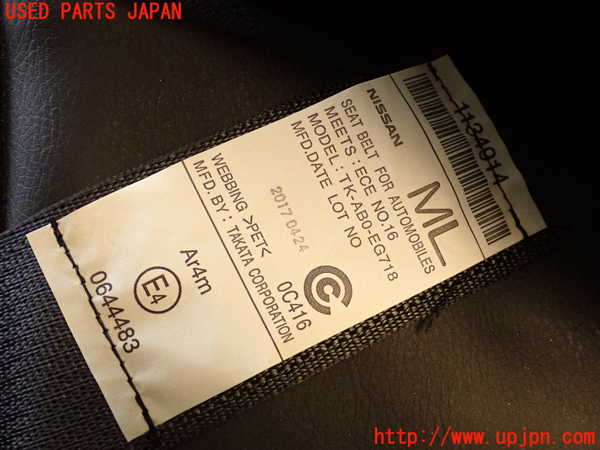 USED PARTS JAPAN
1134914
NISSAN
SEAT BELT FOR AUTOMOBILES
MEETS : ECE NO.16
MODEL : TK-AB0-EG718
MFD.DATE LOT NO
ML
2017.04.24
WEBBING >PET<
MFD.BY : TAKATA CORPORATION
0C416
Ar4m
E4
0644483
http://www.upjpn.com/